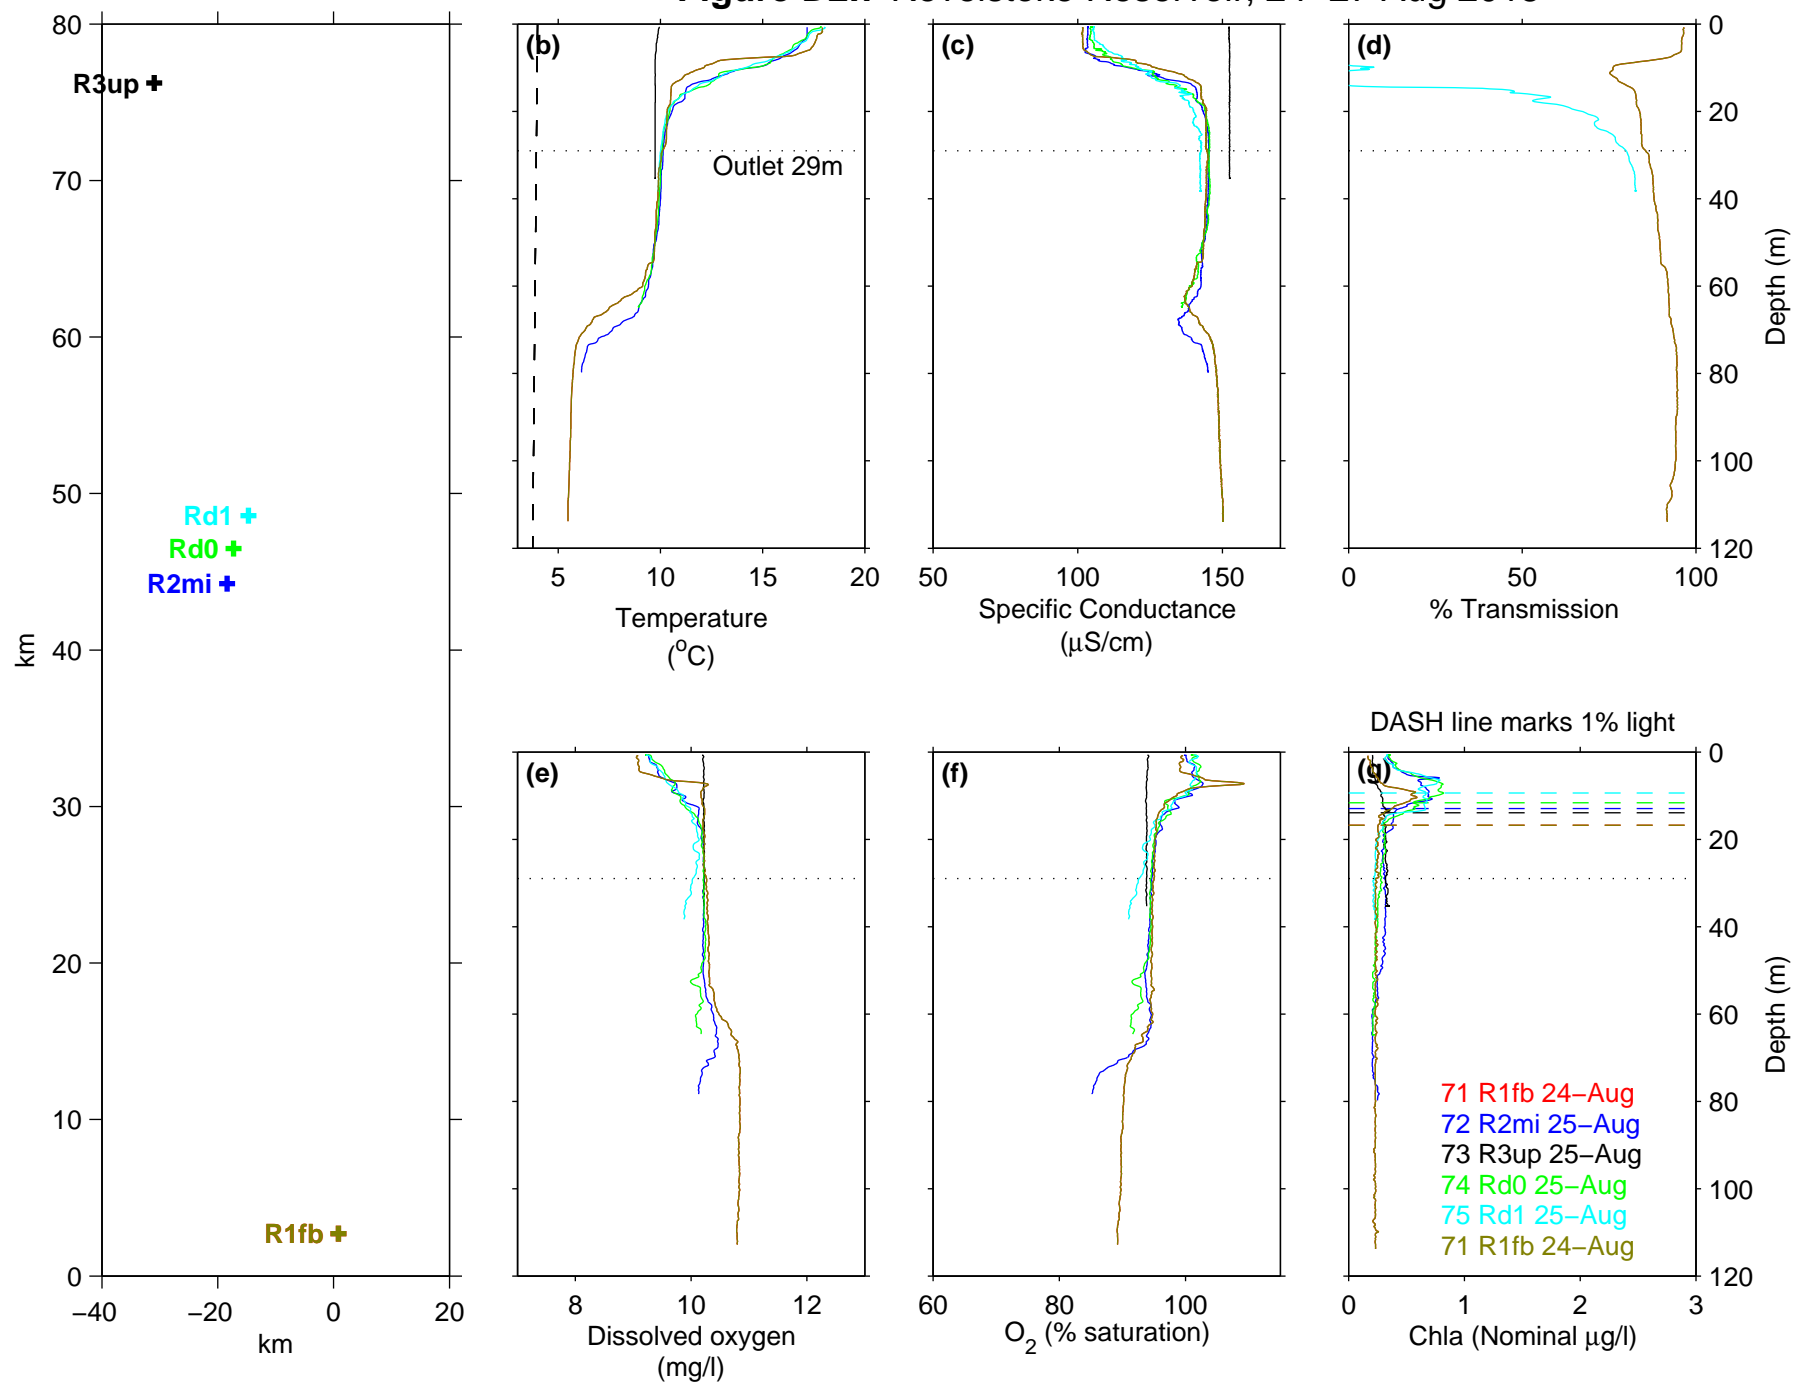 80
70
60
50
40
30
20
10
0
km
−40
−20
0
20
km
R3up
Rd1
Rd0
R2mi
R1fb
(b)
Outlet 29m
5
10
15
20
Temperature
(°C)
(c)
50
100
150
Specific Conductance
(μS/cm)
(d)
0
50
100
% Transmission
0
20
40
60
80
100
120
Depth (m)
(e)
8
10
12
Dissolved oxygen
(mg/l)
(f)
60
80
100
O2 (% saturation)
DASH line marks 1% light
(g)
71 R1fb 24−Aug
72 R2mi 25−Aug
73 R3up 25−Aug
74 Rd0 25−Aug
75 Rd1 25−Aug
71 R1fb 24−Aug
0
1
2
3
Chla (Nominal μg/l)
0
20
40
60
80
100
120
Depth (m)